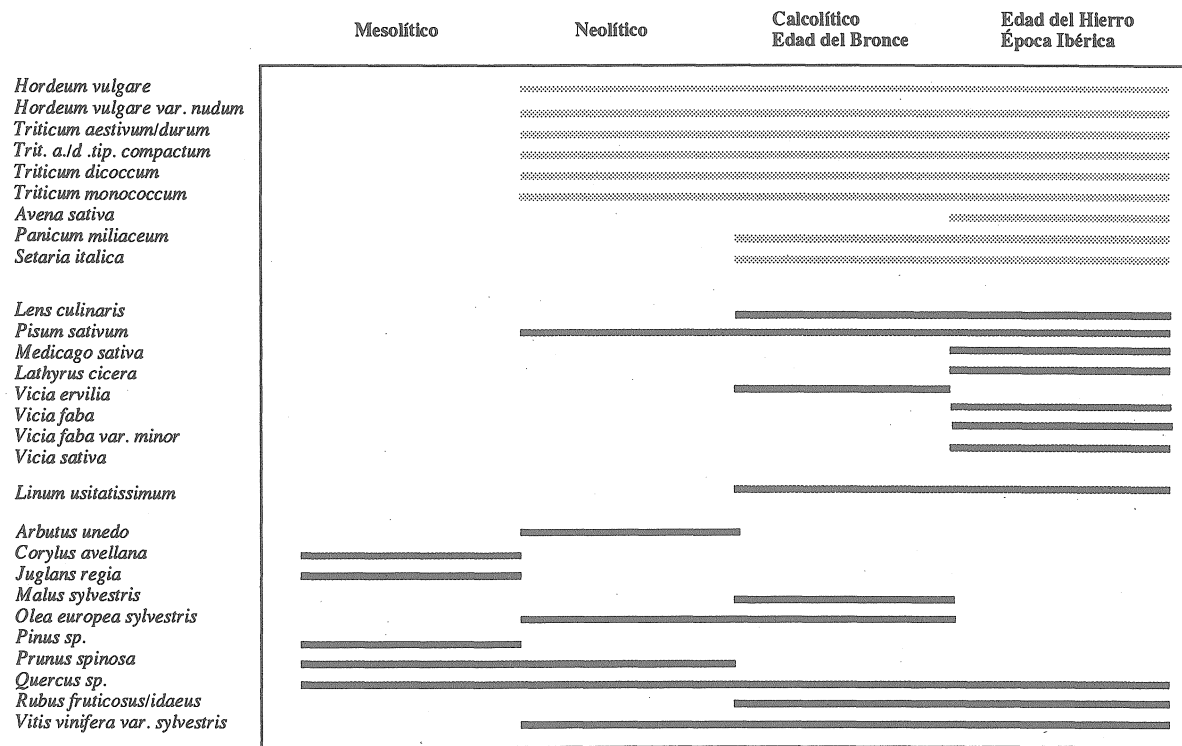 Mesolítico
Neolítico
Calcolítico
Edad del Bronce
Edad del Hierro
Época Ibérica
Hordeum vulgare
Hordeum vulgare var. nudum
Triticum aestivum/durum
Trit. a./d .tip. compactum
Triticum dicoccum
Triticum monococcum
Avena sativa
Panicum miliaceum
Setaria italica
Lens culinaris
Pisum sativum
Medicago sativa
Lathyrus cicera
Vicia ervilia
Vicia faba
Vicia faba var. minor
Vicia sativa
Linum usitatissimum
Arbutus unedo
Corylus avellana
Juglans regia
Malus sylvestris
Olea europea sylvestris
Pinus sp.
Prunus spinosa
Quercus sp.
Rubus fruticosus/idaeus
Vitis vinifera var. sylvestris